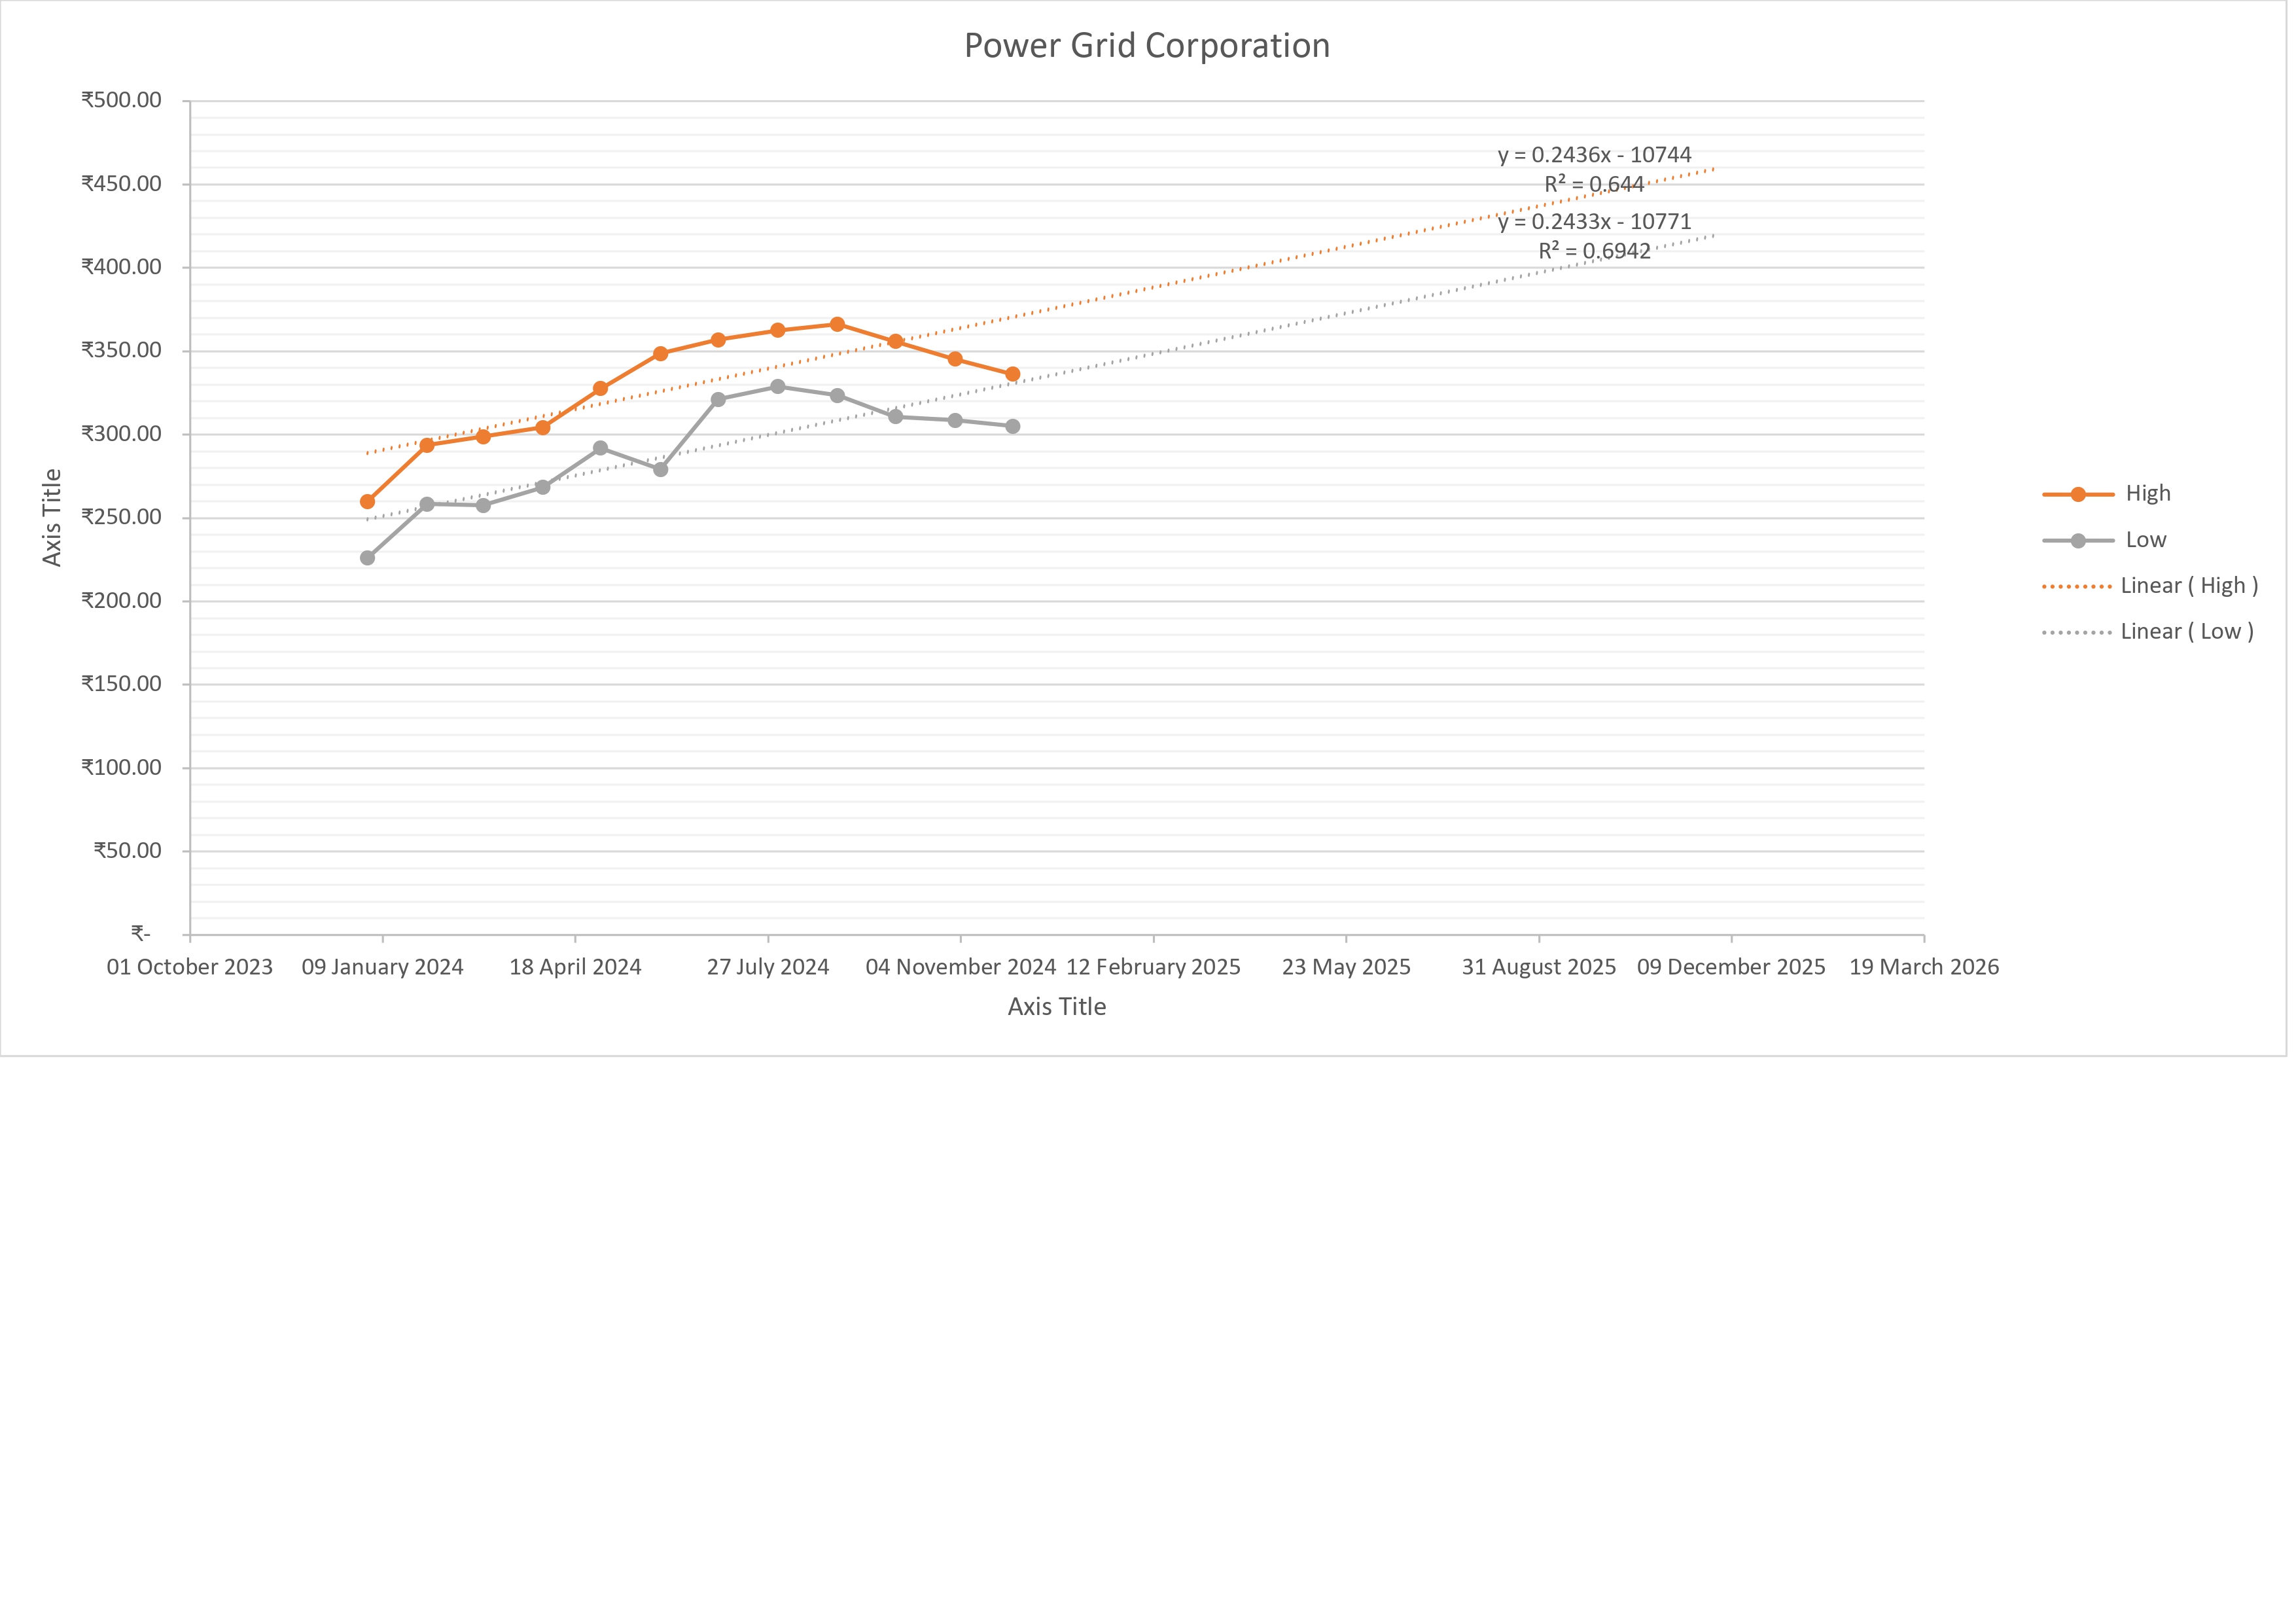 Power Grid Corporation
₹500.00
₹450.00
₹400.00
₹350.00
₹300.00
₹250.00
₹200.00
₹150.00
₹100.00
₹50.00
₹-
Axis Title
y = 0.2436x - 10744
R² = 0.644
y = 0.2433x - 10771
R² = 0.6942
High
Low
Linear ( High )
Linear ( Low )
01 October 2023 09 January 2024 18 April 2024 27 July 2024 04 November 2024 12 February 2025 23 May 2025 31 August 2025 09 December 2025 19 March 2026
Axis Title